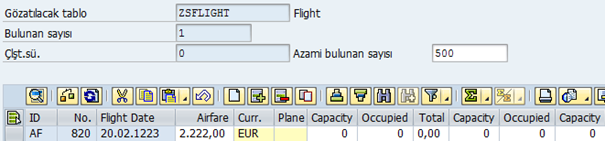 Gözatılacak tablo ZSFLIGHT Flight
Bulunan sayısı 1
Çlşt.sü. 0 Azami bulunan sayısı 500
ID No. Flight Date Airfare Curr. Plane Capacity Occupied Total Capacity Occupied Capacity
AF 820 20.02.1223 2.222,00 EUR 0 0 0,00 0 0 0